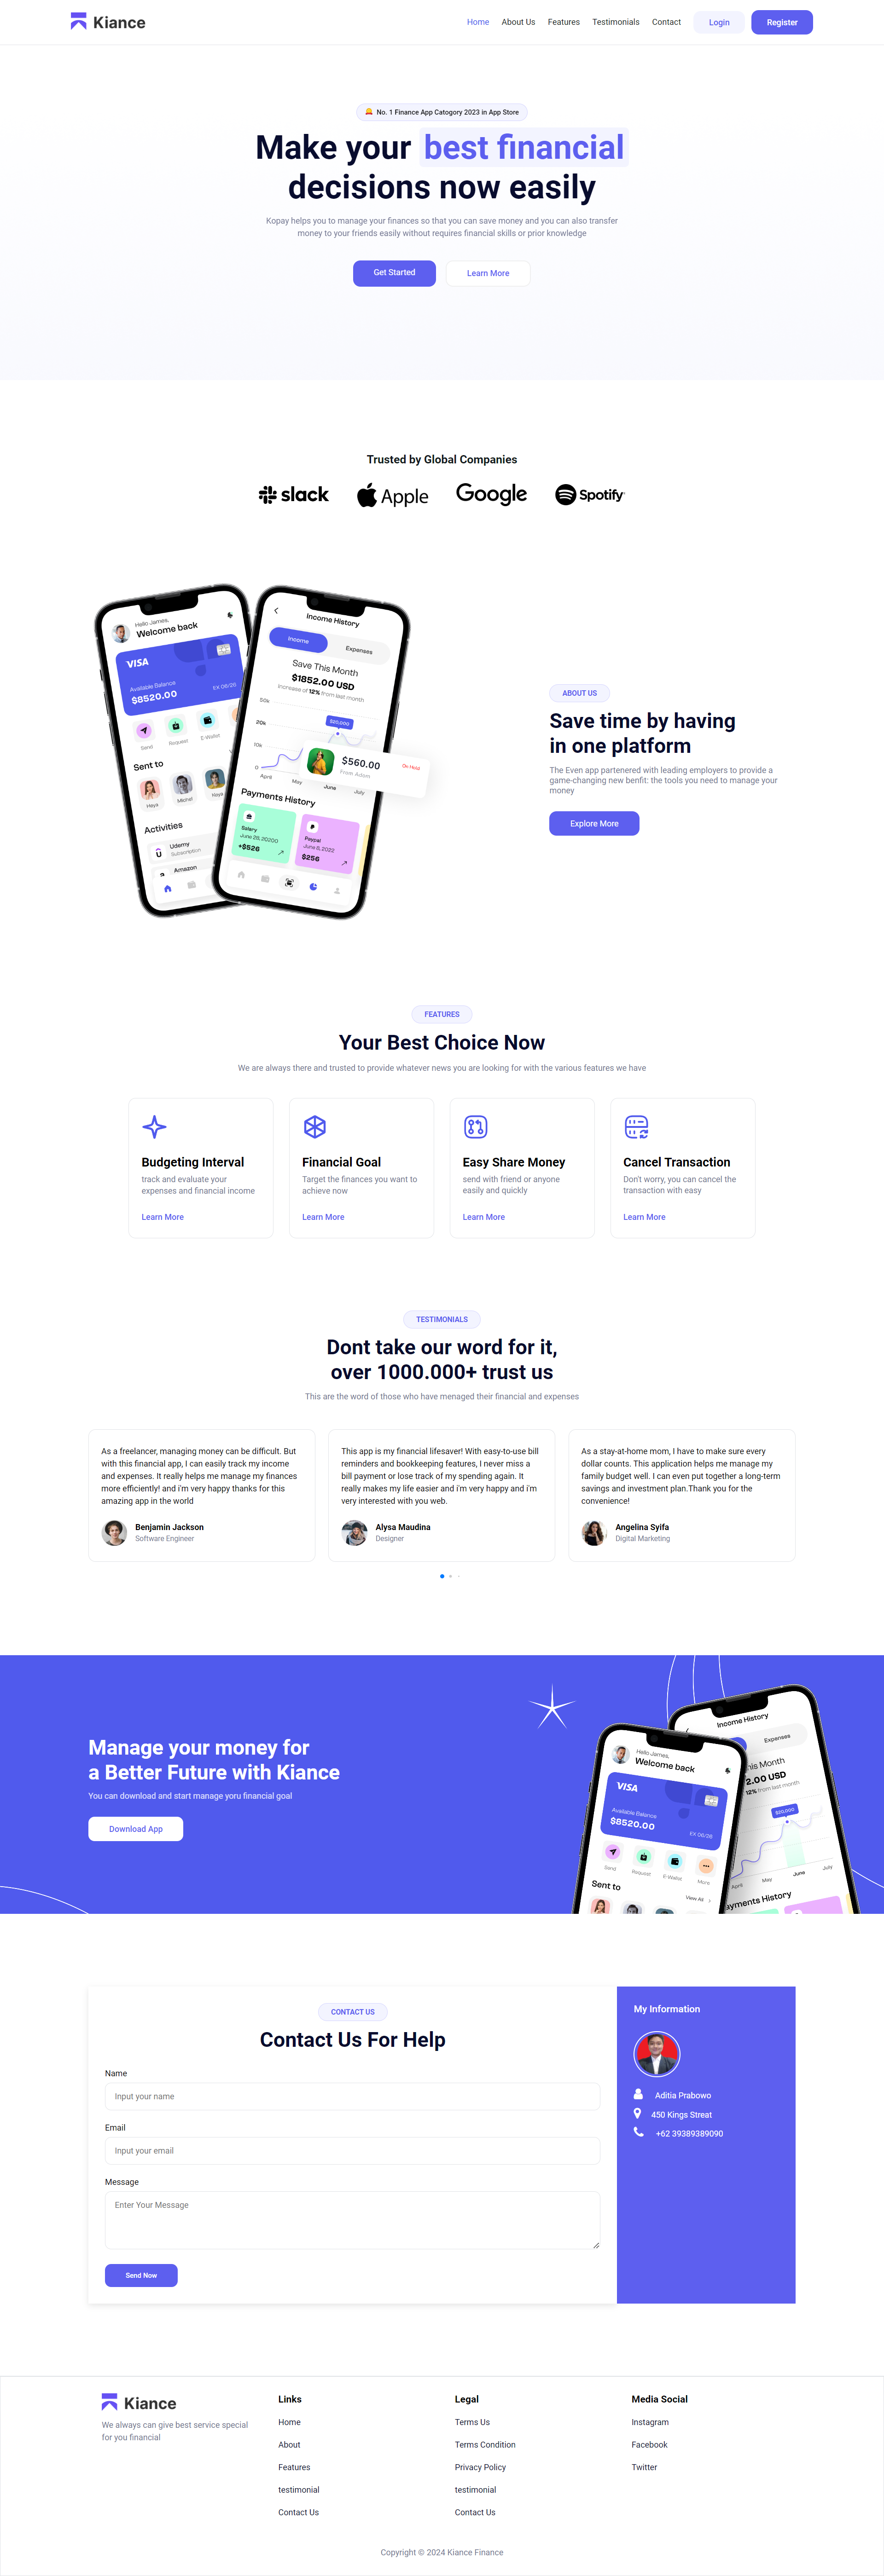 Kiance
Home About Us Features Testimonials Contact Login Register
No. 1 Finance App Catogory 2023 in App Store
Make your best financial
decisions now easily
Kopay helps you to manage your finances so that you can save money and you can also transfer
money to your friends easily without requires financial skills or prior knowledge
Get Started Learn More
Trusted by Global Companies
slack Apple Google Spotify
Hello James,
Welcome back
VISA
Available Balance
$8520.00
EX 06/26
Send Request E-Wallet
Sent to
Haya Michel Haya
Activities
Udemy
Subscription
Amazon
Income History
Income Expenses
Save This Month
$1852.00 USD
Increase of 12% from last month
50k
20k
10k
0
$20,000
April May June July
$560.00
From Adam
On Hold
Payments History
Salary
June 28, 20200
+$526
Paypal
June 8, 2022
$256
ABOUT US
Save time by having
in one platform
The Even app partenered with leading employers to provide a
game-changing new benfit: the tools you need to manage your
money
Explore More
FEATURES
Your Best Choice Now
We are always there and trusted to provide whatever news you are looking for with the various features we have
Budgeting Interval
track and evaluate your
expenses and financial income
Learn More
Financial Goal
Target the finances you want to
achieve now
Learn More
Easy Share Money
send with friend or anyone
easily and quickly
Learn More
Cancel Transaction
Don't worry, you can cancel the
transaction with easy
Learn More
TESTIMONIALS
Dont take our word for it,
over 1000.000+ trust us
This are the word of those who have menaged their financial and expenses
As a freelancer, managing money can be difficult. But
with this financial app, I can easily track my income
and expenses. It really helps me manage my finances
more efficiently! and i'm very happy thanks for this
amazing app in the world
Benjamin Jackson
Software Engineer
This app is my financial lifesaver! With easy-to-use bill
reminders and bookkeeping features, I never miss a
bill payment or lose track of my spending again. It
really makes my life easier and i'm very happy and i'm
very interested with you web.
Alysa Maudina
Designer
As a stay-at-home mom, I have to make sure every
dollar counts. This application helps me manage my
family budget well. I can even put together a long-term
savings and investment plan.Thank you for the
convenience!
Angelina Syifa
Digital Marketing
Manage your money for
a Better Future with Kiance
You can download and start manage yoru financial goal
Download App
Hello James,
Welcome back
VISA
Available Balance
$8520.00
EX 06/26
Send Request E-Wallet More
Sent to
View All
Income History
Expenses
his Month
2.00 USD
12% from last month
$20,000
April May June July
ayments History
CONTACT US
Contact Us For Help
Name
Input your name
Email
Input your email
Message
Enter Your Message
Send Now
My Information
Aditia Prabowo
450 Kings Streat
+62 39389389090
Kiance
We always can give best service special
for you financial
Links
Home
About
Features
testimonial
Contact Us
Legal
Terms Us
Terms Condition
Privacy Policy
testimonial
Contact Us
Media Social
Instagram
Facebook
Twitter
Copyright © 2024 Kiance Finance